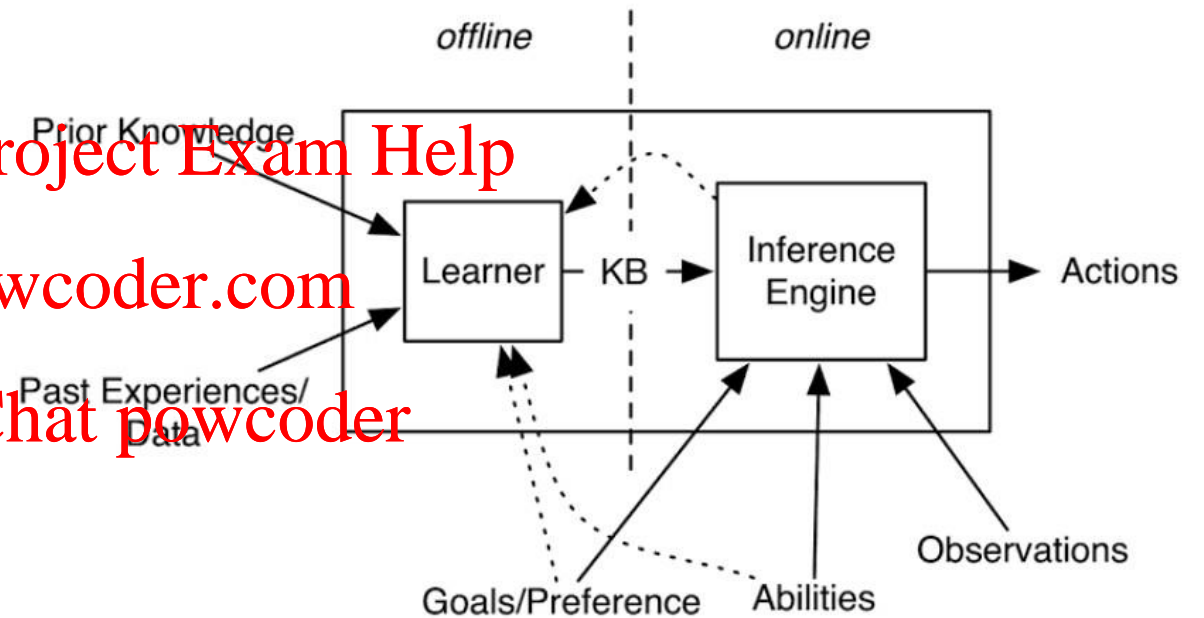 offline
online
Prior Knowledge
roject Exam Help
Learner
KB
Inference
Engine
Actions
wcoder.com
Past Experiences/
Data
Chat powcoder
Observations
Goals/Preference
Abilities